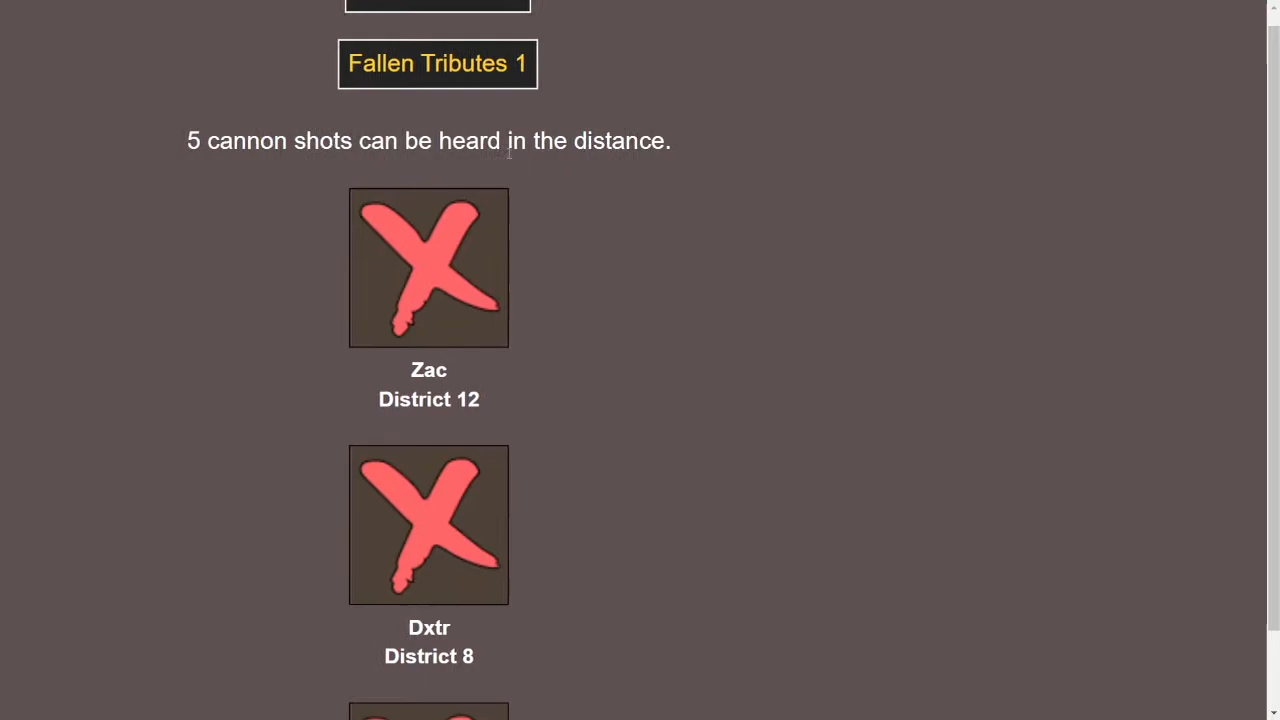 Fallen Tributes 1
5 cannon shots can be heard in the distance.
Zac
District 12
Dxtr
District 8